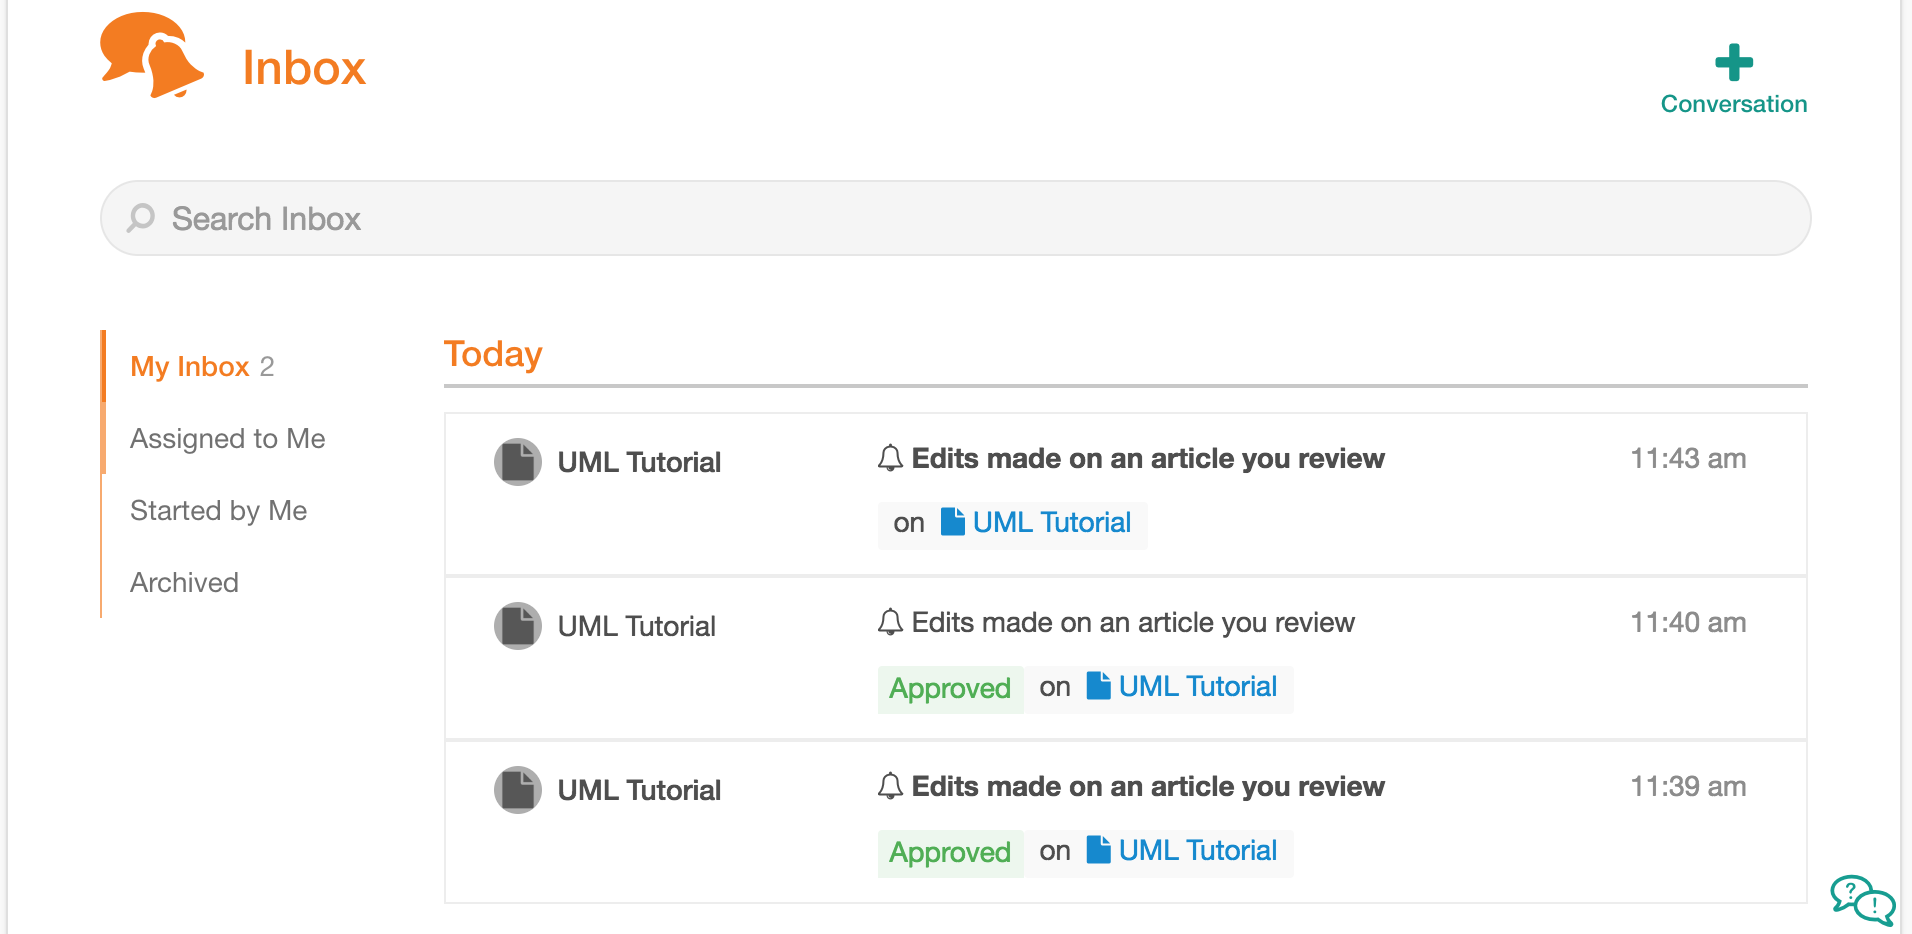 Inbox
Conversation
Search Inbox
My Inbox 2
Assigned to Me
Started by Me
Archived
Today
UML Tutorial
Edits made on an article you review
11:43 am
on UML Tutorial
UML Tutorial
Edits made on an article you review
11:40 am
Approved on UML Tutorial
UML Tutorial
Edits made on an article you review
11:39 am
Approved on UML Tutorial
? !